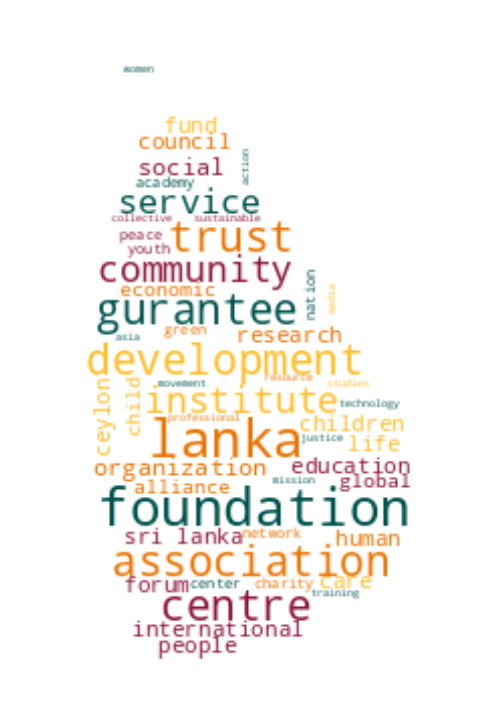 women
fund
council
social
action
academy
service
collective sustainable
peace
trust
youth
community
economic
nation
media
gurantee
green
research
asia
development
resource
movement
studies
ceylon
child
institute
technology
professional
children
lanka
justice
life
organization
education
mission
global
alliance
foundation
sri lanka
network
human
association
forum
center
charity
care
training
centre
international
people